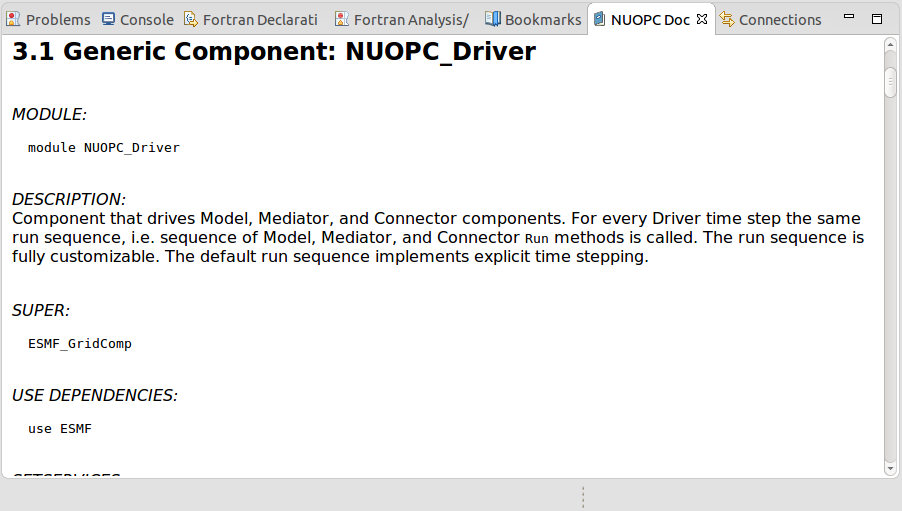 Problems Console Fortran Declarati Fortran Analysis/ Bookmarks NUOPC Doc Connections
3.1 Generic Component: NUOPC_Driver
MODULE:
module NUOPC_Driver
DESCRIPTION:
Component that drives Model, Mediator, and Connector components. For every Driver time step the same
run sequence, i.e. sequence of Model, Mediator, and Connector Run methods is called. The run sequence is
fully customizable. The default run sequence implements explicit time stepping.
SUPER:
ESMF_GridComp
USE DEPENDENCIES:
use ESMF